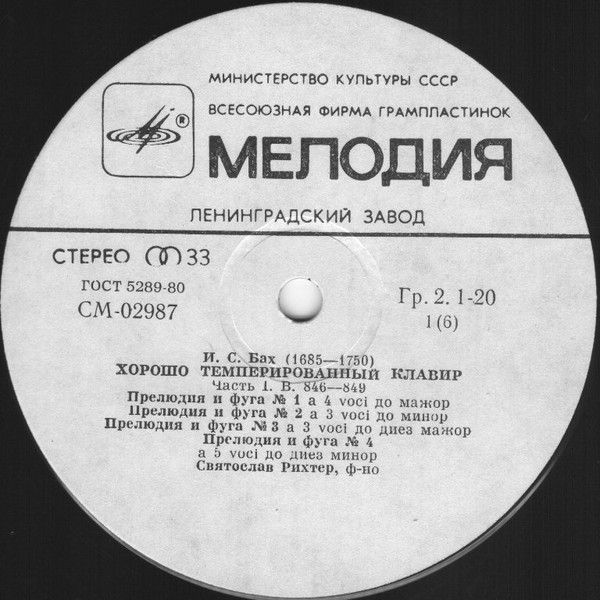 МИНИСТЕРСТВО КУЛЬТУРЫ СССР
ВСЕСОЮЗНАЯ ФИРМА ГРАМПЛАСТИНОК
®
МЕЛОДИЯ
ЛЕНИНГРАДСКИЙ ЗАВОД
СТЕРЕО 33
ГОСТ 5289-80
СМ-02987
Гр. 2. 1-20
1 (6)
И. С. Бах (1685—1750)
ХОРОШО ТЕМПЕРИРОВАННЫЙ КЛАВИР
Часть 1. В. 846—849
Прелюдия и фуга № 1 а 4 voci до мажор
Прелюдия и фуга № 2 а 3 voci до минор
Прелюдия и фуга № 3 а 3 voci до диез мажор
Прелюдия и фуга № 4
а 5 voci до диез минор
Святослав Рихтер, ф-но